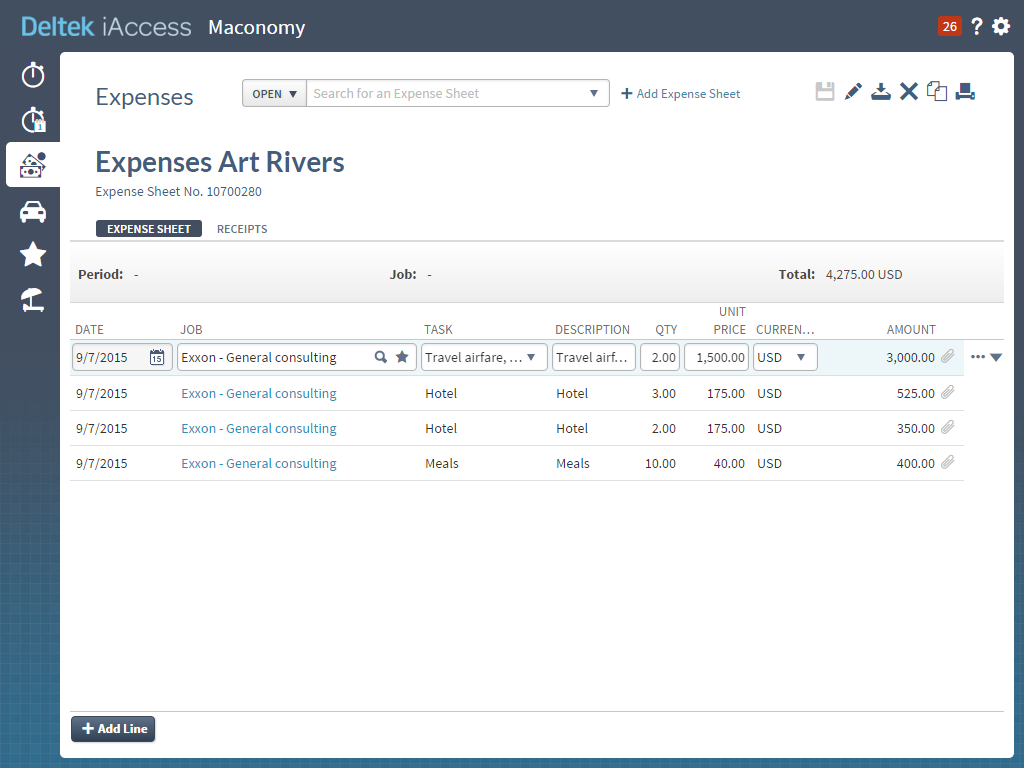 Deltek iAccess Maconomy 26 ?
Expenses OPEN Search for an Expense Sheet + Add Expense Sheet
Expenses Art Rivers
Expense Sheet No. 10700280
EXPENSE SHEET RECEIPTS
Period: - Job: - Total: 4,275.00 USD
DATE JOB TASK DESCRIPTION QTY UNIT PRICE CURREN... AMOUNT
9/7/2015 15 Exxon - General consulting Travel airfare, ... Travel airf... 2.00 1,500.00 USD 3,000.00
9/7/2015 Exxon - General consulting Hotel Hotel 3.00 175.00 USD 525.00
9/7/2015 Exxon - General consulting Hotel Hotel 2.00 175.00 USD 350.00
9/7/2015 Exxon - General consulting Meals Meals 10.00 40.00 USD 400.00
+ Add Line